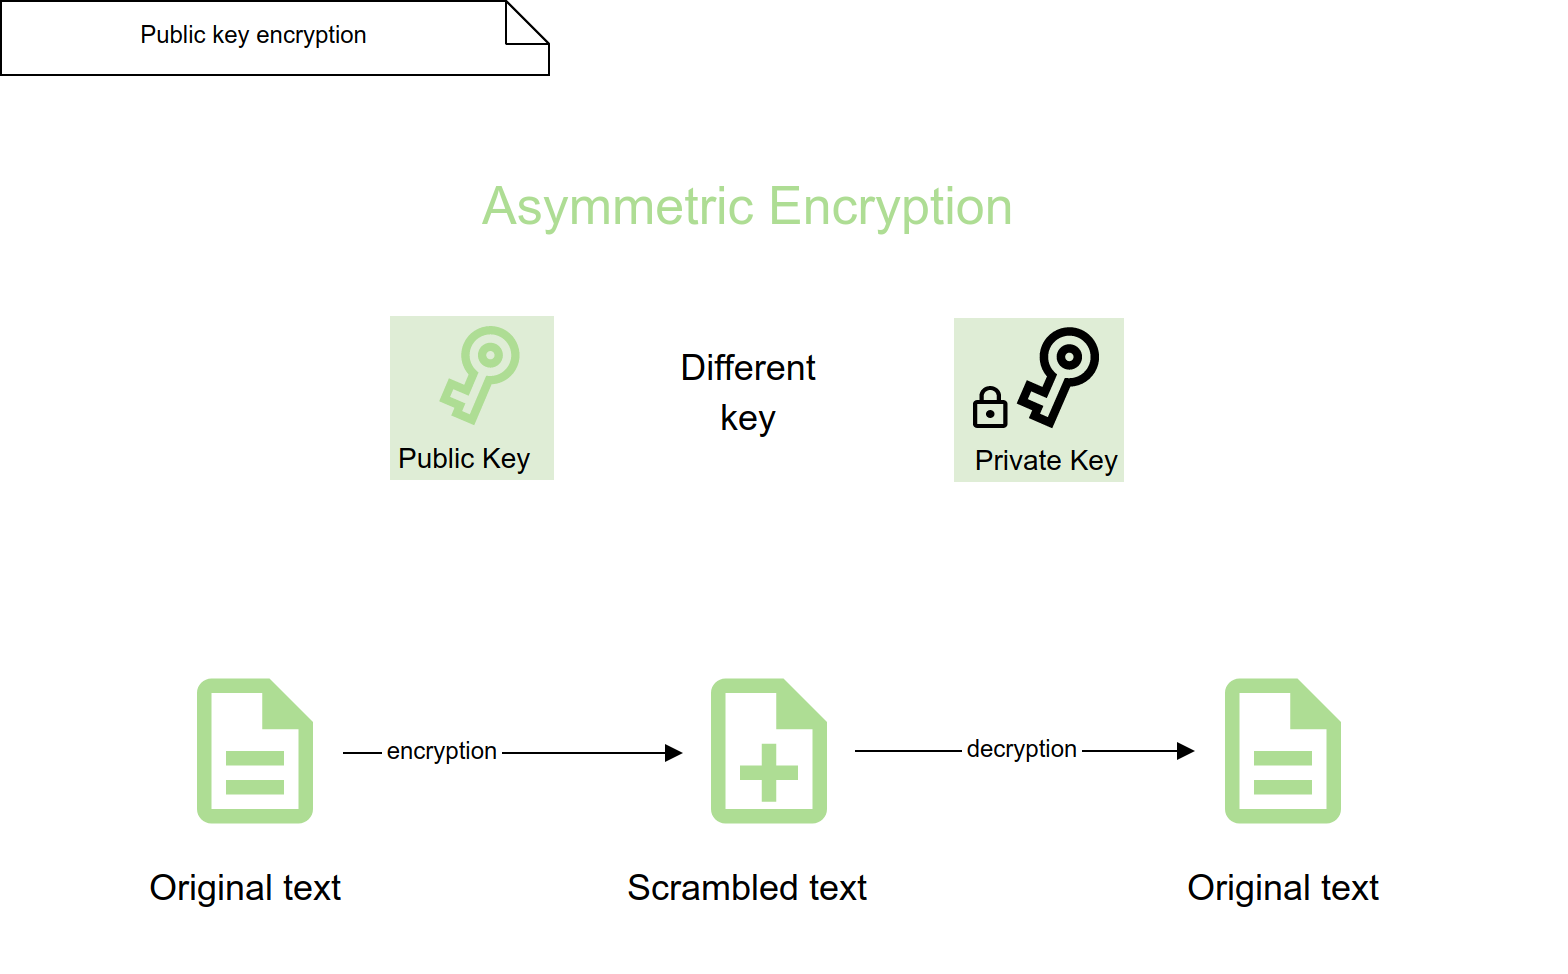 Public key encryption
Asymmetric Encryption
Different
key
Public Key
Private Key
encryption
decryption
Original text
Scrambled text
Original text